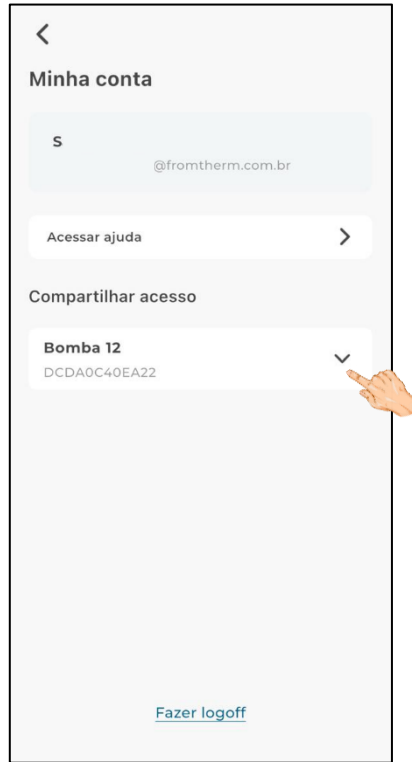 Minha conta
S
@fromtherm.com.br
Acessar ajuda
Compartilhar acesso
Bomba 12
DCDA0C40EA22
Fazer logoff